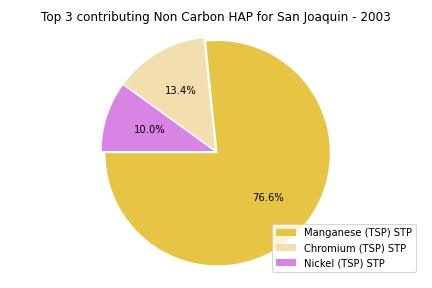 Top 3 contributing Non Carbon HAP for San Joaquin - 2003
13.4%
10.0%
76.6%
Manganese (TSP) STP
Chromium (TSP) STP
Nickel (TSP) STP